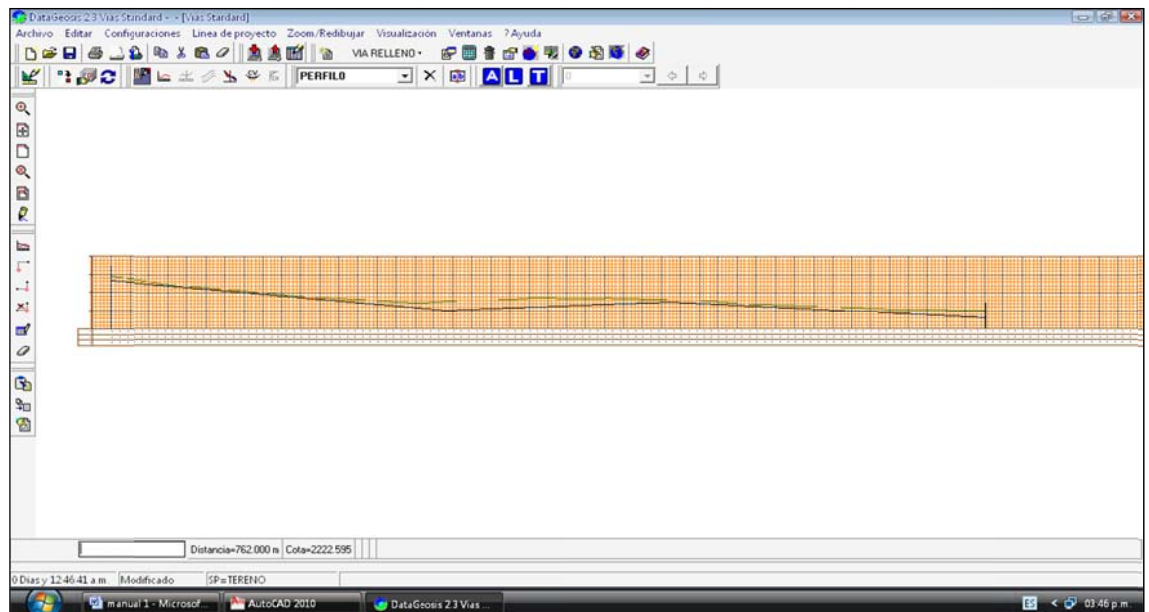 DataGeosis 2.3 Vias Standard - - [Vias Standard]
Archivo Editar Configuraciones Linea de proyecto Zoom/Redibujar Visualización Ventanas ?Ayuda
VIA RELLENO
PERFIL0 A L T 0
Distancia=762.000 m Cota=2222.595
0 Dias y 12:46:41 a.m. Modificado SP=TERENO
manual 1 - Microsof... AutoCAD 2010 DataGeosis 2.3 Vias ... ES < 03:46 p.m.